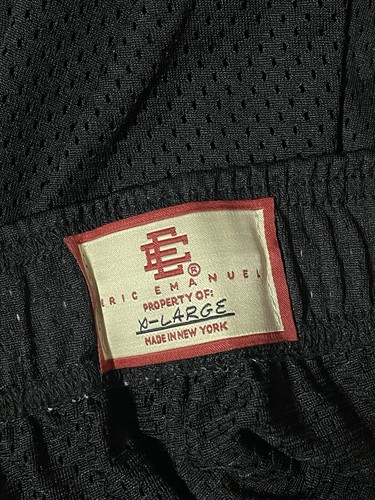 EE®
ERIC EMANUEL
PROPERTY OF:
X-LARGE
MADE IN NEW YORK